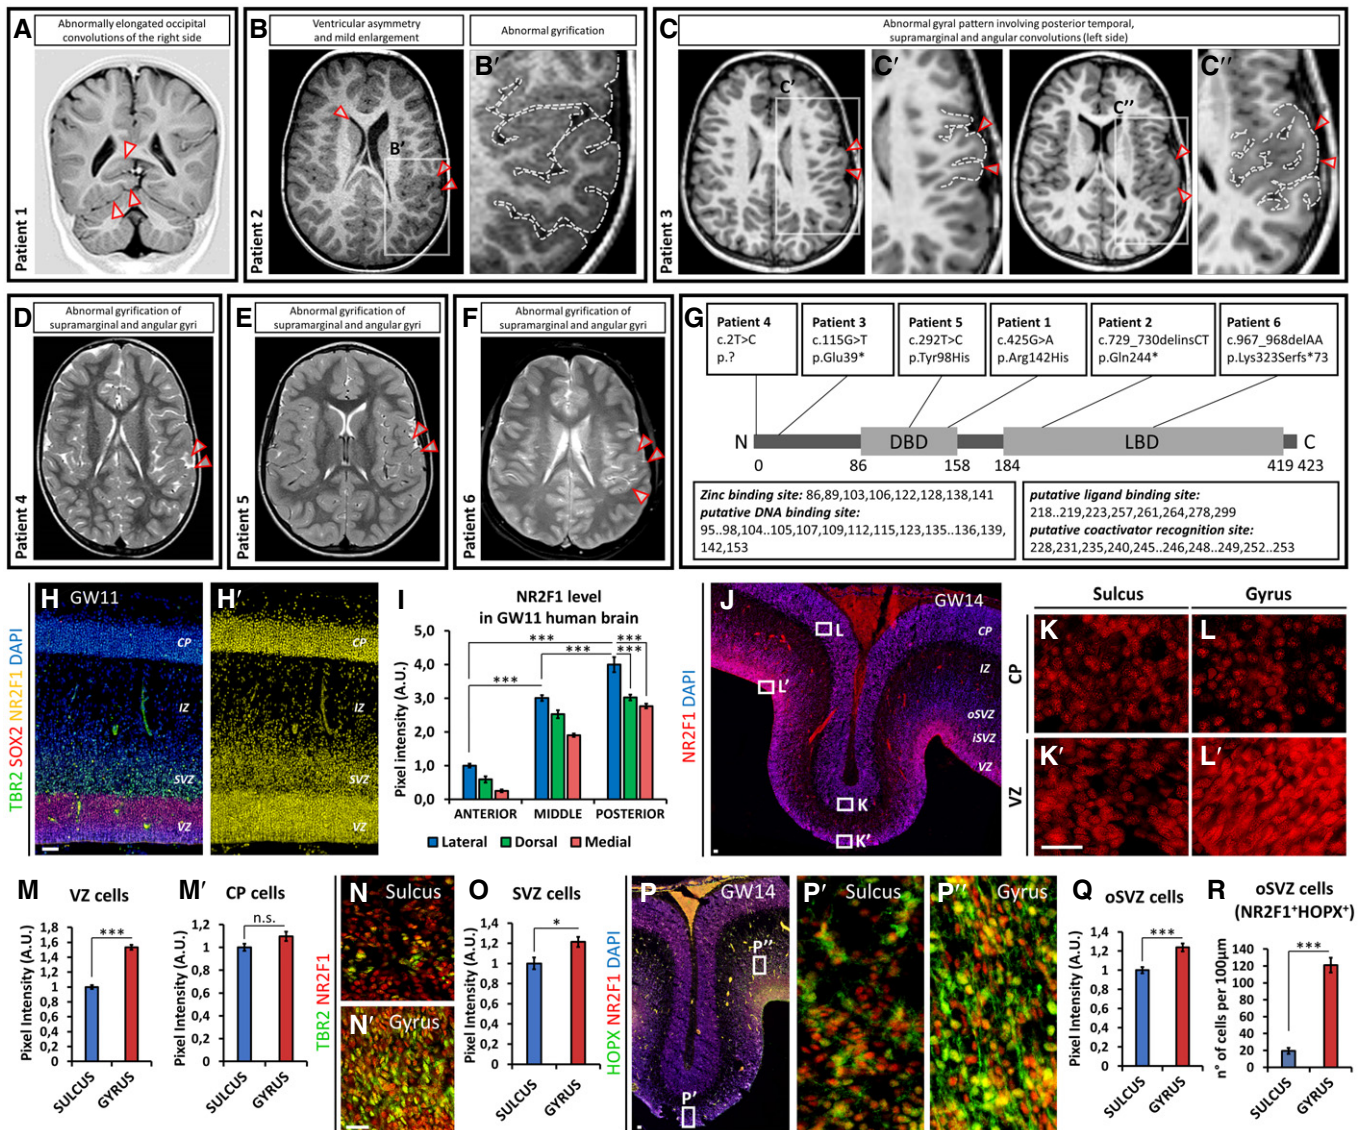 A
Abnormally elongated occipital
convolutions of the right side
Patient 1
B
Ventricular asymmetry
and mild enlargement
Abnormal gyrification
B′
B′
Patient 2
C
Abnormal gyral pattern involving posterior temporal,
supramarginal and angular convolutions (left side)
C′
C′
C′′
C′′
Patient 3
D
Abnormal gyrification of
supramarginal and angular gyri
Patient 4
E
Abnormal gyrification of
supramarginal and angular gyri
Patient 5
F
Abnormal gyrification of
supramarginal and angular gyri
Patient 6
G
Patient 4
c.2T>C
p.?
Patient 3
c.115G>T
p.Glu39*
Patient 5
c.292T>C
p.Tyr98His
Patient 1
c.425G>A
p.Arg142His
Patient 2
c.729_730delinsCT
p.Gln244*
Patient 6
c.967_968delAA
p.Lys323Serfs*73
N DBD LBD C
0 86 158 184 419 423
Zinc binding site: 86,89,103,106,122,128,138,141
putative DNA binding site:
95..98,104..105,107,109,112,115,123,135..136,139,
142,153
putative ligand binding site:
218..219,223,257,261,264,278,299
putative coactivator recognition site:
228,231,235,240,245..246,248..249,252..253
H GW11
TBR2 SOX2 NR2F1 DAPI
CP
IZ
SVZ
VZ
H′
CP
IZ
SVZ
VZ
I
NR2F1 level
in GW11 human brain
Pixel intensity (A.U.)
5,0
4,0
3,0
2,0
1,0
0,0
***
***
***
***
***
ANTERIOR MIDDLE POSTERIOR
Lateral Dorsal Medial
J GW14
NR2F1 DAPI
L
L′
K
K′
CP
IZ
oSVZ
iSVZ
VZ
Sulcus Gyrus
CP
VZ
K
L
K′
L′
M
VZ cells
Pixel Intensity (A.U.)
1,8
1,6
1,4
1,2
1
0,8
0,6
0,4
0,2
0
***
SULCUS GYRUS
M′
CP cells
Pixel Intensity (A.U.)
1,2
1
0,8
0,6
0,4
0,2
0
n.s.
SULCUS GYRUS
TBR2 NR2F1
N Sulcus
N′ Gyrus
O
SVZ cells
Pixel Intensity (A.U.)
1,4
1,2
1
0,8
0,6
0,4
0,2
0
*
SULCUS GYRUS
HOPX NR2F1 DAPI
P GW14
P′′
P′
P′ Sulcus
P′′ Gyrus
Q
oSVZ cells
Pixel Intensity (A.U.)
1,4
1,2
1
0,8
0,6
0,4
0,2
0
***
SULCUS GYRUS
R
oSVZ cells
(NR2F1⁺HOPX⁺)
n° of cells per 100µm
140
120
100
80
60
40
20
0
***
SULCUS GYRUS